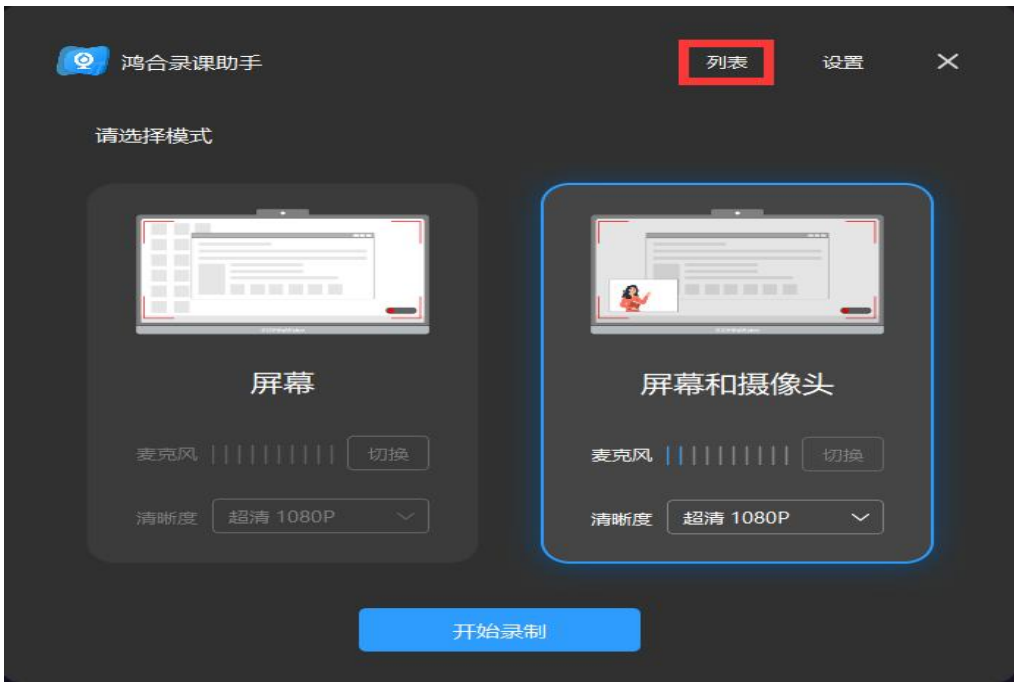 鸿合录课助手 列表 设置
请选择模式
屏幕 屏幕和摄像头
麦克风 切换 麦克风 切换
清晰度 超清 1080P 清晰度 超清 1080P
开始录制